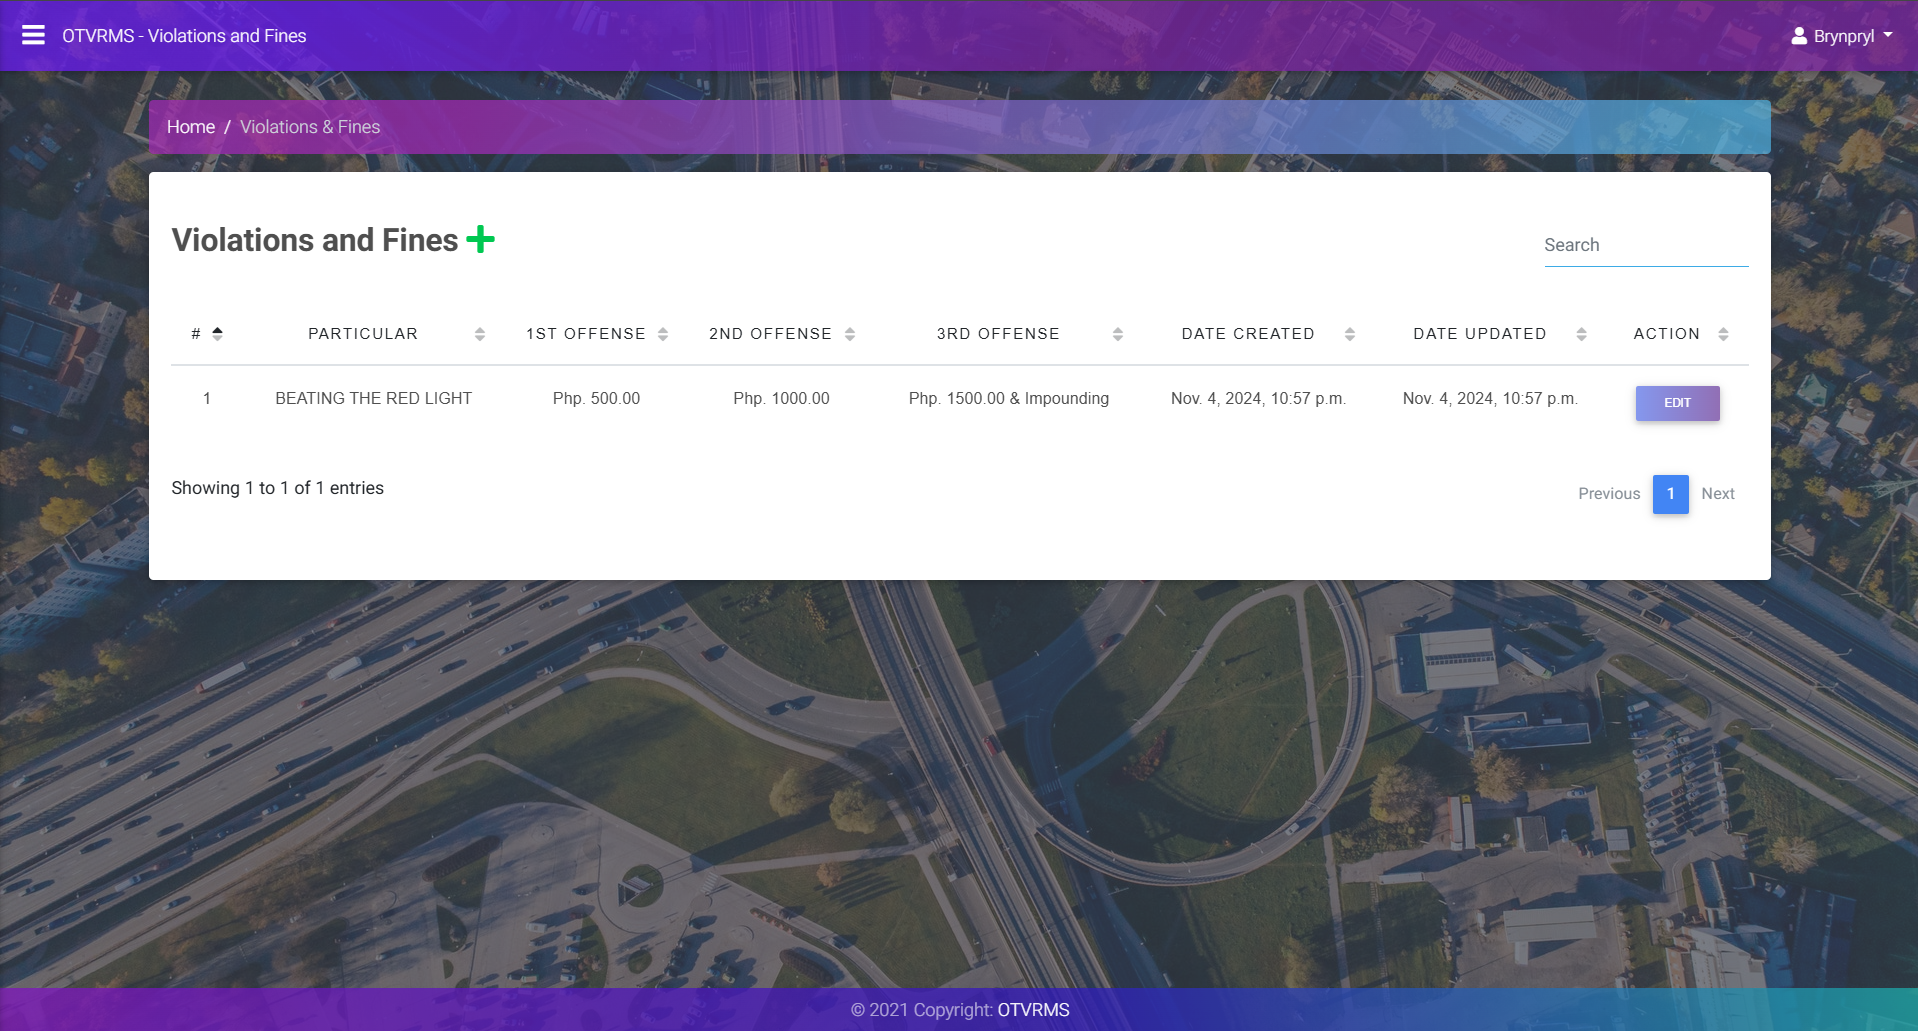 OTVRMS - Violations and Fines
Brynpryl
Home / Violations & Fines
Violations and Fines
Search
# PARTICULAR 1ST OFFENSE 2ND OFFENSE 3RD OFFENSE DATE CREATED DATE UPDATED ACTION
1 BEATING THE RED LIGHT Php. 500.00 Php. 1000.00 Php. 1500.00 & Impounding Nov. 4, 2024, 10:57 p.m. Nov. 4, 2024, 10:57 p.m. EDIT
Showing 1 to 1 of 1 entries
Previous 1 Next
© 2021 Copyright: OTVRMS